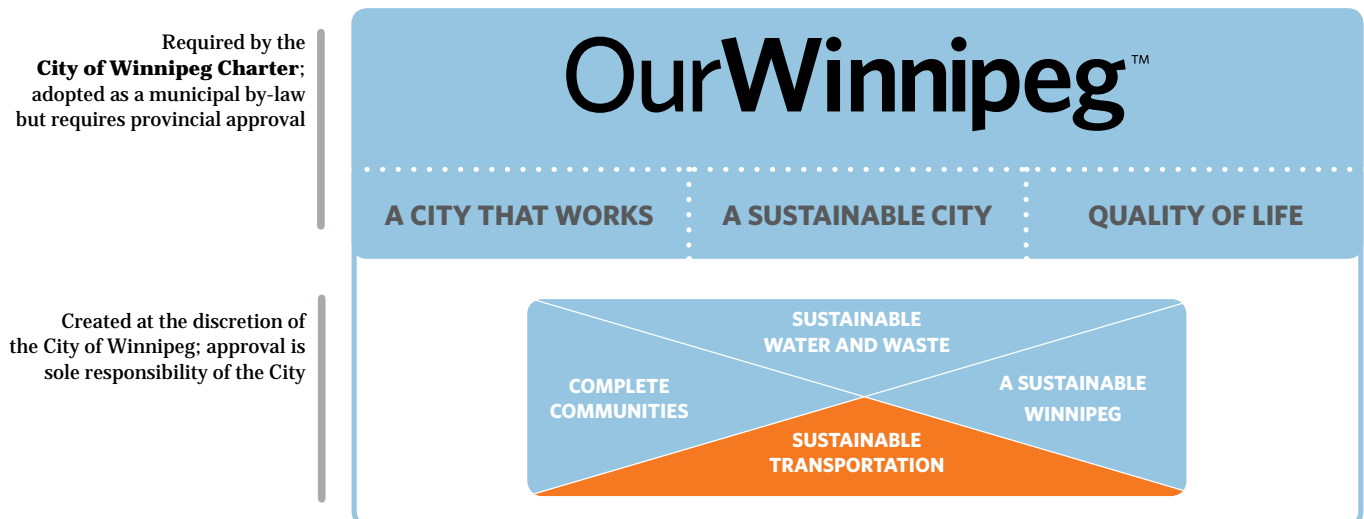 Required by the
City of Winnipeg Charter;
adopted as a municipal by-law
but requires provincial approval
OurWinnipeg™
A CITY THAT WORKS
A SUSTAINABLE CITY
QUALITY OF LIFE
Created at the discretion of
the City of Winnipeg; approval is
sole responsibility of the City
SUSTAINABLE
WATER AND WASTE
COMPLETE
COMMUNITIES
A SUSTAINABLE
WINNIPEG
SUSTAINABLE
TRANSPORTATION